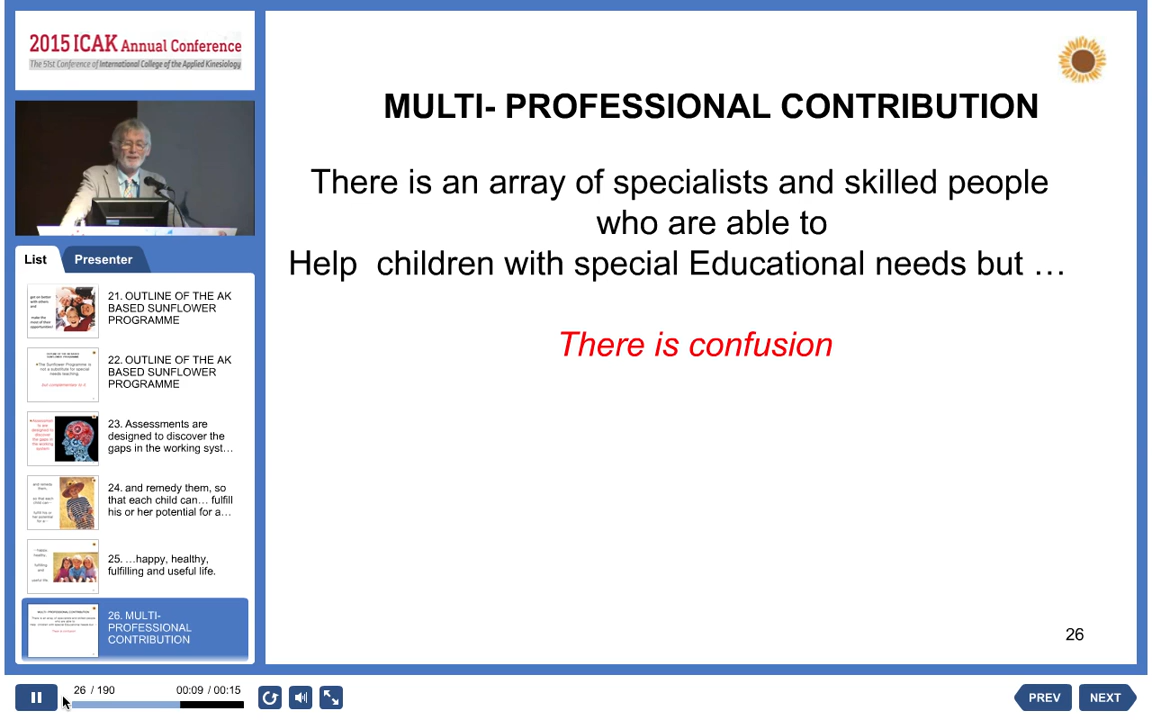 2015 ICAK Annual Conference
The 51st Conference of International College of the Applied Kinesiology
MULTI- PROFESSIONAL CONTRIBUTION
There is an array of specialists and skilled people
who are able to
Help  children with special Educational needs but …
There is confusion
26
List
Presenter
21. OUTLINE OF THE AK
BASED SUNFLOWER
PROGRAMME
22. OUTLINE OF THE AK
BASED SUNFLOWER
PROGRAMME
23. Assessments are
designed to discover the
gaps in the working syst…
24. and remedy them, so
that each child can… fulfill
his or her potential for a…
25. …happy, healthy,
fulfilling and useful life.
26. MULTI-
PROFESSIONAL
CONTRIBUTION
26 / 190
00:09 / 00:15
PREV
NEXT